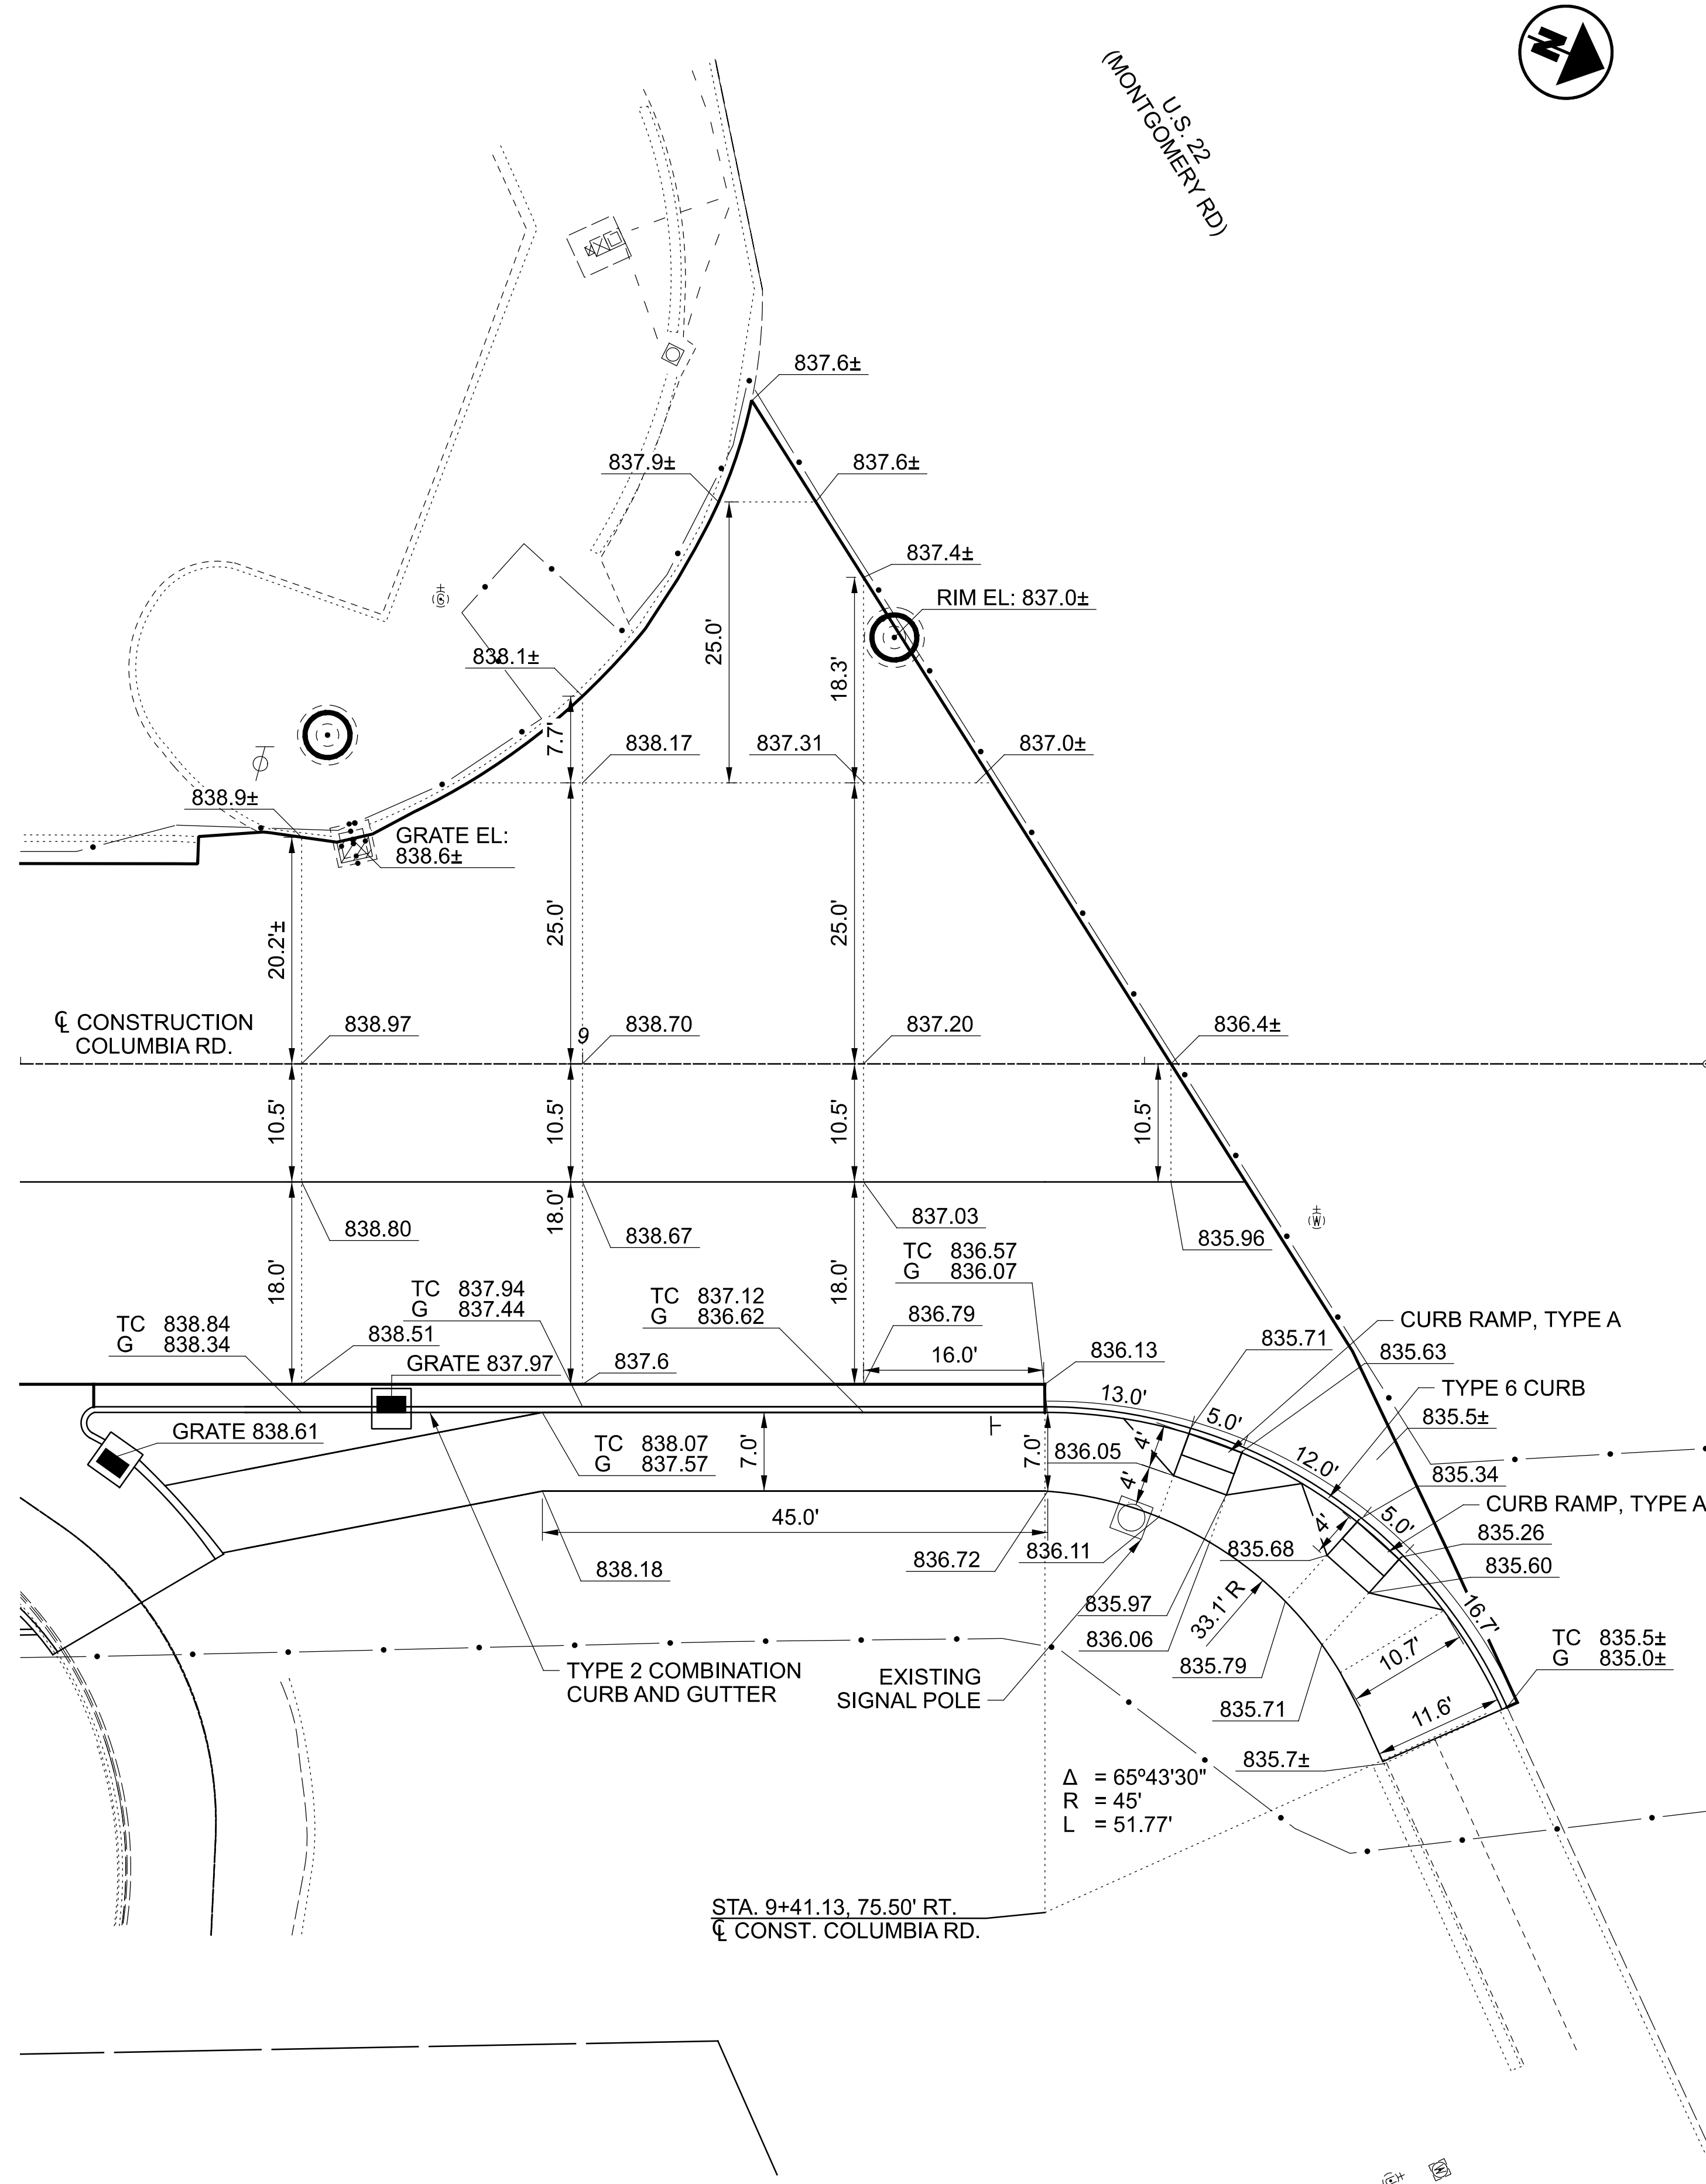 N
U.S. 22
(MONTGOMERY RD)
837.6±
837.9±
837.6±
837.4±
RIM EL: 837.0±
(G)
25.0'
838.1±
18.3'
7.7'
838.17
837.31
837.0±
838.9±
GRATE EL:
838.6±
20.2'±
25.0'
25.0'
℄ CONSTRUCTION
COLUMBIA RD.
838.97
9
838.70
837.20
836.4±
10.5'
10.5'
10.5'
10.5'
838.80
18.0'
838.67
837.03
835.96
(W)
18.0'
18.0'
TC 836.57
G 836.07
TC 837.94
G 837.44
TC 837.12
G 836.62
TC 838.84
G 838.34
838.51
836.79
CURB RAMP, TYPE A
835.71
GRATE 837.97
837.6
16.0'
836.13
835.63
13.0'
TYPE 6 CURB
5.0'
835.5±
GRATE 838.61
TC 838.07
G 837.57
7.0'
7.0'
836.05
4'
4'
12.0'
835.34
CURB RAMP, TYPE A
45.0'
5.0'
4'
835.26
838.18
836.72
836.11
835.68
835.60
835.97
33.1' R
16.7'
836.06
TYPE 2 COMBINATION
CURB AND GUTTER
EXISTING
SIGNAL POLE
835.79
10.7'
TC 835.5±
G 835.0±
835.71
11.6'
835.7±
Δ = 65º43'30"
R = 45'
L = 51.77'
STA. 9+41.13, 75.50' RT.
℄ CONST. COLUMBIA RD.